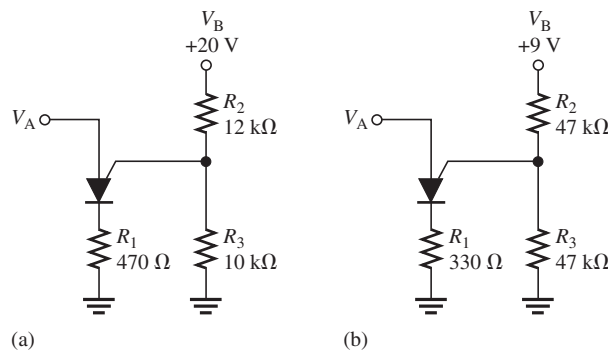 V_B
+20 V
R_2
12 kΩ
V_A
R_1
470 Ω
R_3
10 kΩ
(a)
V_B
+9 V
R_2
47 kΩ
V_A
R_1
330 Ω
R_3
47 kΩ
(b)